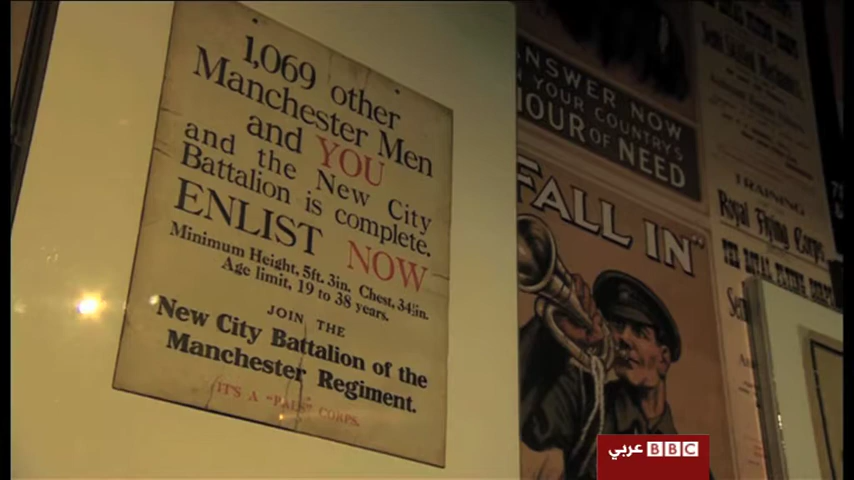 1,069 other
Manchester Men
and YOU
and the New City
Battalion is complete.
ENLIST NOW
Minimum Height, 5ft. 3in. Chest, 34½in.
Age limit, 19 to 38 years.
JOIN THE
New City Battalion of the
Manchester Regiment.
IT'S A "PALS" CORPS.
ANSWER NOW
IN YOUR COUNTRY'S
HOUR OF NEED
"FALL IN"
TRAINING
Royal Flying Corps
THE ROYAL FLYING CORPS
عربي BBC